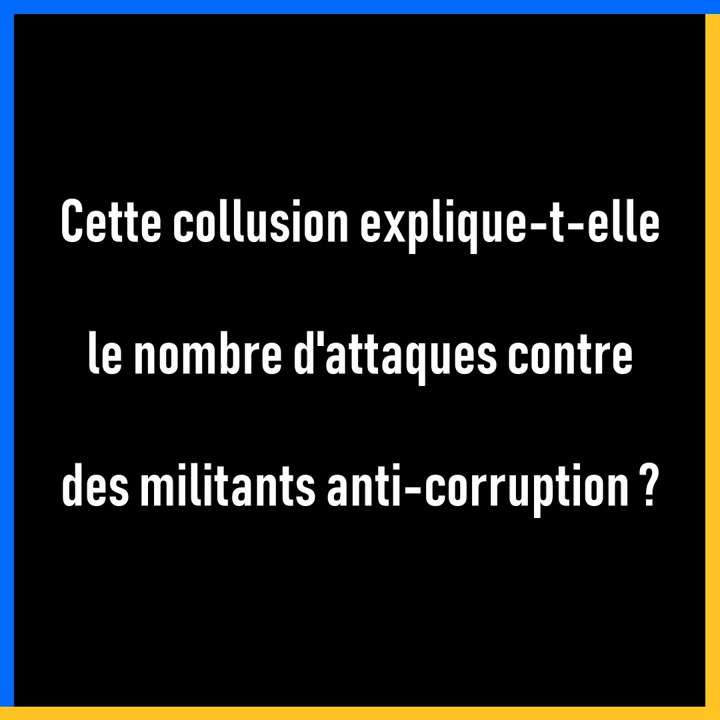 Cette collusion explique-t-elle
le nombre d'attaques contre
des militants anti-corruption ?